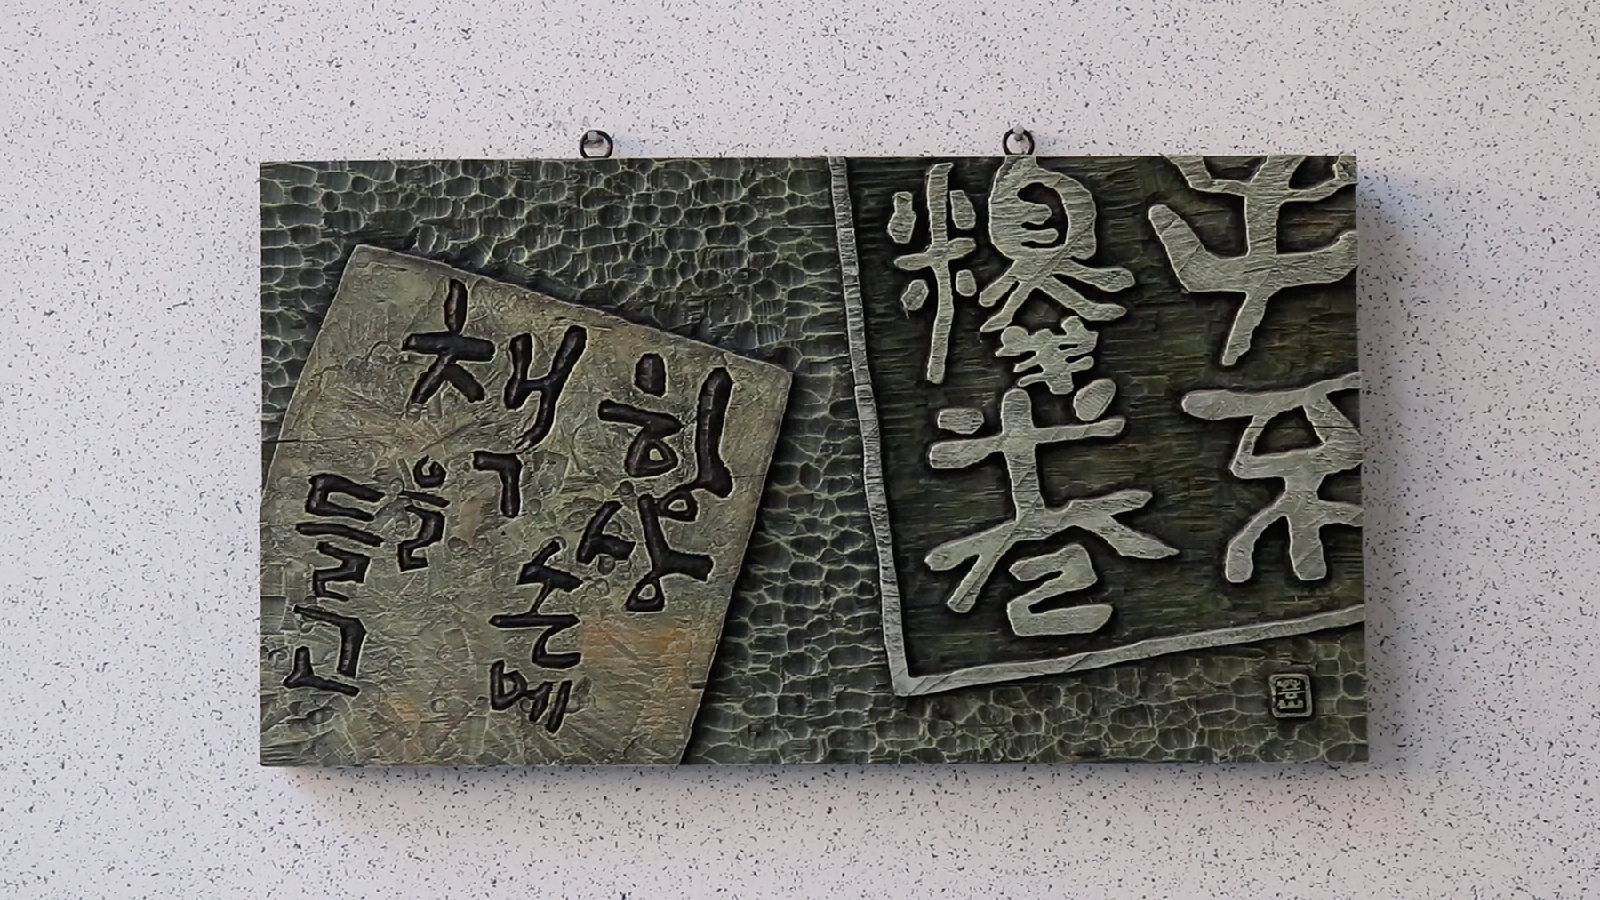 手不
釋卷
항상
손에
책을
들고